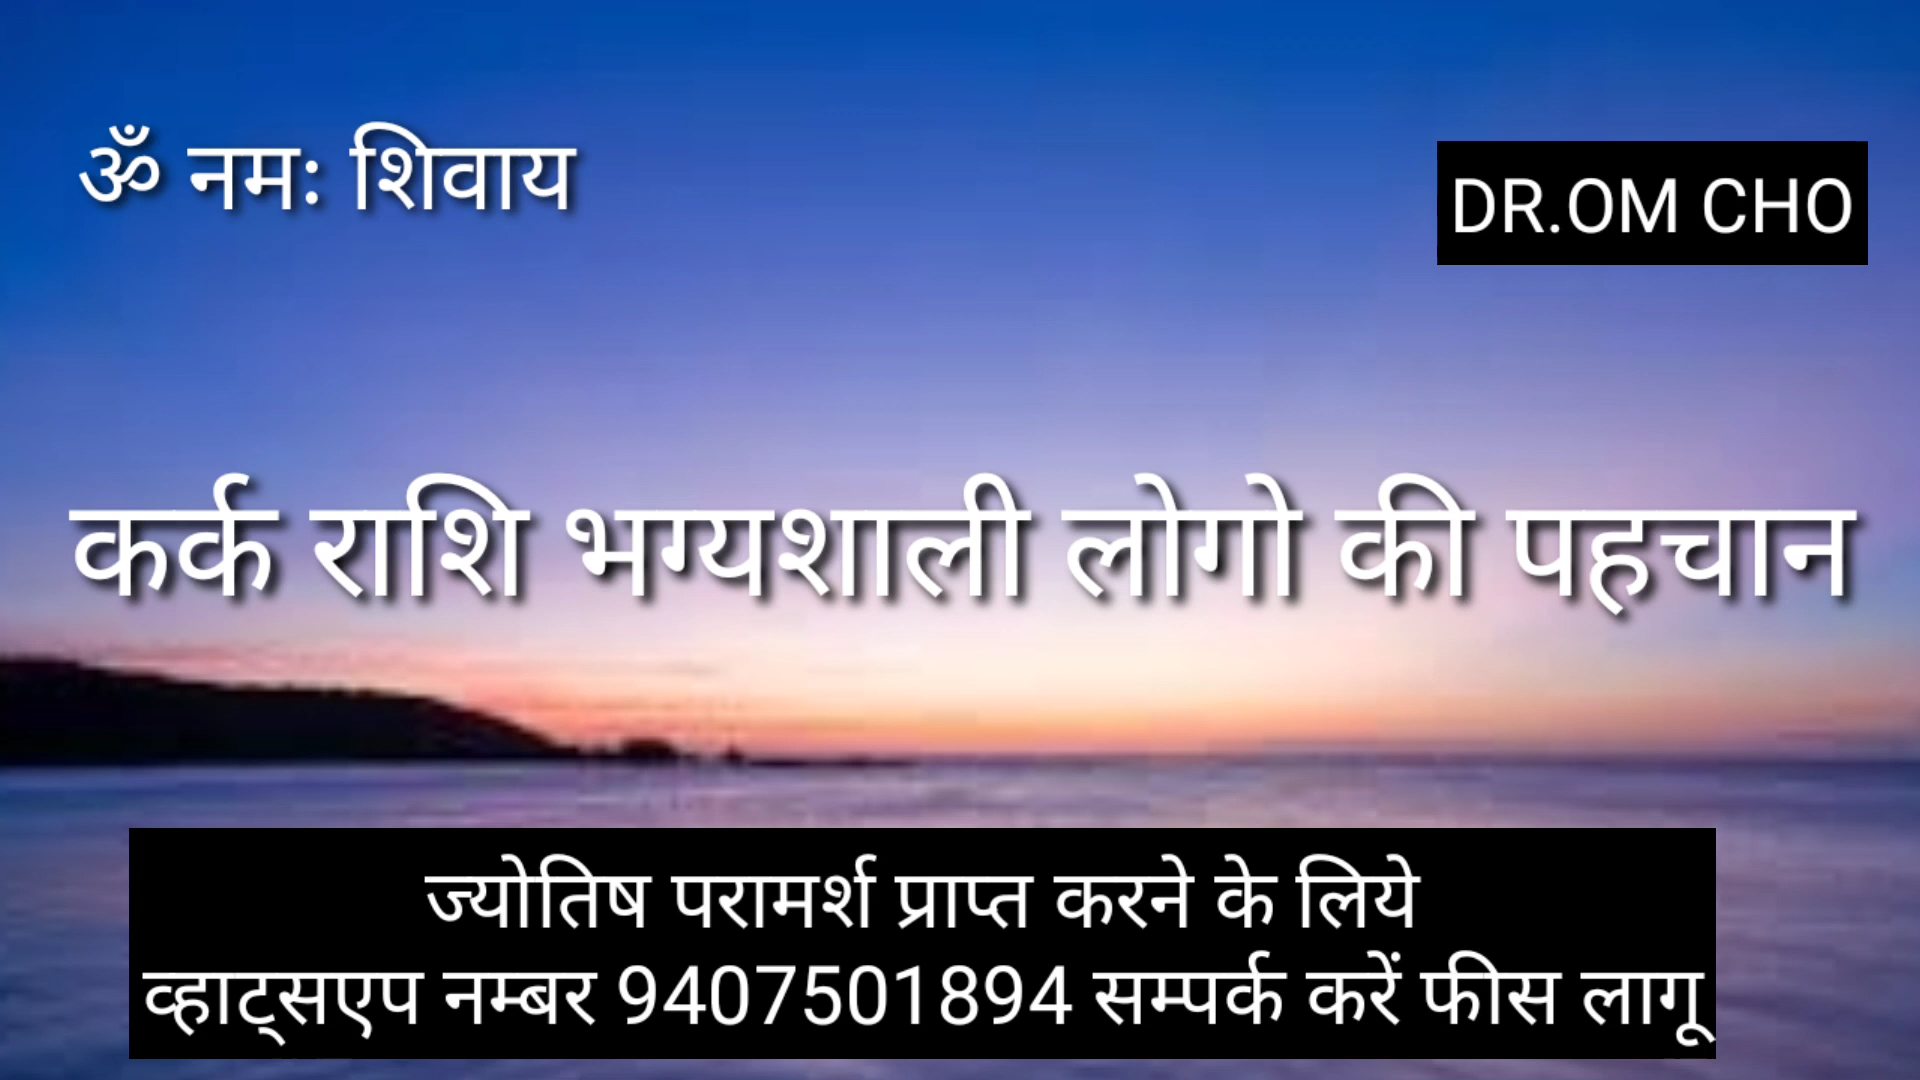 ॐ नमः शिवाय
DR.OM CHO
कर्क राशि भग्यशाली लोगो की पहचान
ज्योतिष परामर्श प्राप्त करने के लिये
व्हाट्सएप नम्बर 9407501894 सम्पर्क करें फीस लागू